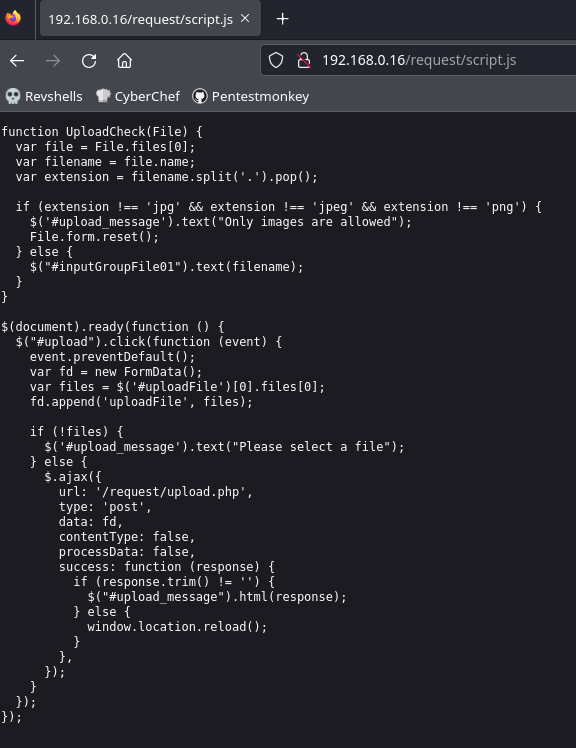 192.168.0.16/request/script.js
192.168.0.16/request/script.js
Revshells CyberChef Pentestmonkey
function UploadCheck(File) {
  var file = File.files[0];
  var filename = file.name;
  var extension = filename.split('.').pop();

  if (extension !== 'jpg' && extension !== 'jpeg' && extension !== 'png') {
    $('#upload_message').text("Only images are allowed");
    File.form.reset();
  } else {
    $("#inputGroupFile01").text(filename);
  }
}

$(document).ready(function () {
  $("#upload").click(function (event) {
    event.preventDefault();
    var fd = new FormData();
    var files = $('#uploadFile')[0].files[0];
    fd.append('uploadFile', files);

    if (!files) {
      $('#upload_message').text("Please select a file");
    } else {
      $.ajax({
        url: '/request/upload.php',
        type: 'post',
        data: fd,
        contentType: false,
        processData: false,
        success: function (response) {
          if (response.trim() != '') {
            $("#upload_message").html(response);
          } else {
            window.location.reload();
          }
        },
      });
    }
  });
});